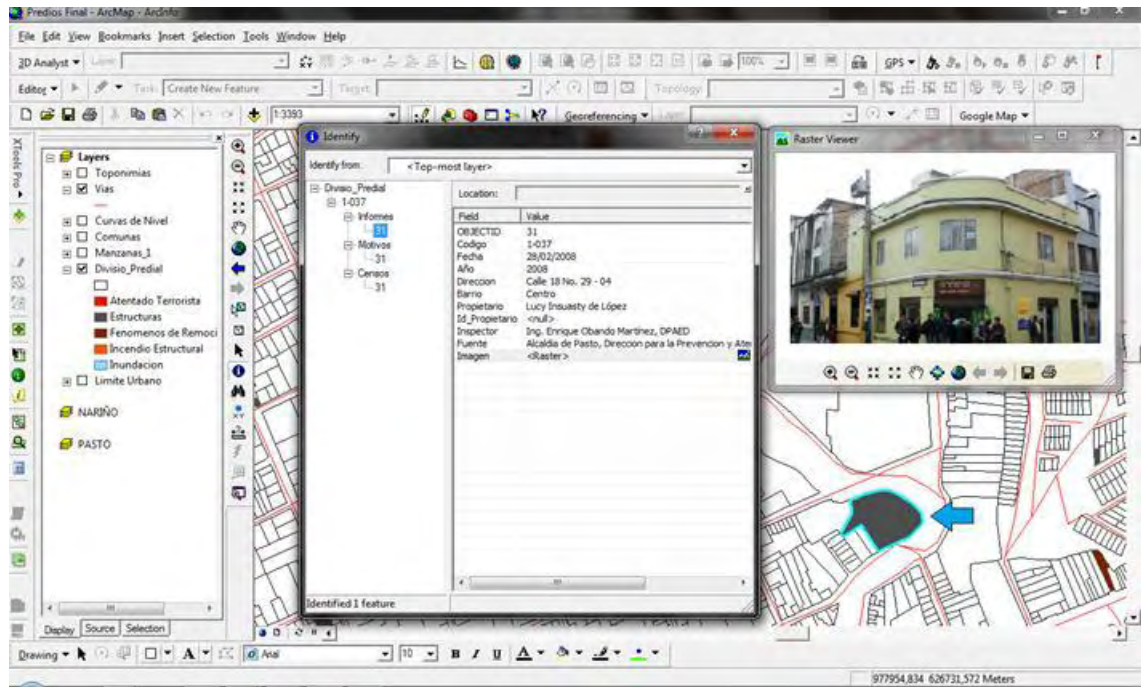 Predios Final - ArcMap - ArcInfo
File Edit View Bookmarks Insert Selection Tools Window Help
3D Analyst Layer:
100%
GPS
Editor Task: Create New Feature Target: Topology:
1:3393
Georeferencing Layer:
Google Map
XTools Pro
Layers
Toponimias
Vias
Curvas de Nivel
Comunas
Manzanas_1
Divisio_Predial
Atentado Terrorista
Estructuras
Fenomenos de Remoci
Incendio Estructural
Inundacion
Limite Urbano
NARIÑO
PASTO
Display Source Selection
Identify
Identify from: <Top-most layer>
Divisio_Predial
1-037
Informes
31
Motivos
31
Censos
31
Location:
Field Value
OBJECTID 31
Codigo 1-037
Fecha 28/02/2008
Año 2008
Direccion Calle 18 No. 29 - 04
Barrio Centro
Propietario Lucy Insuasty de López
Id_Propietario <null>
Inspector Ing. Enrique Obando Martinez, DPAED
Fuente Alcaldia de Pasto, Direccion para la Prevencion y Aten
Imagen <Raster>
Identified 1 feature
Raster Viewer
Drawing A Arial 10 B I U A
977954,834 626731,572 Meters